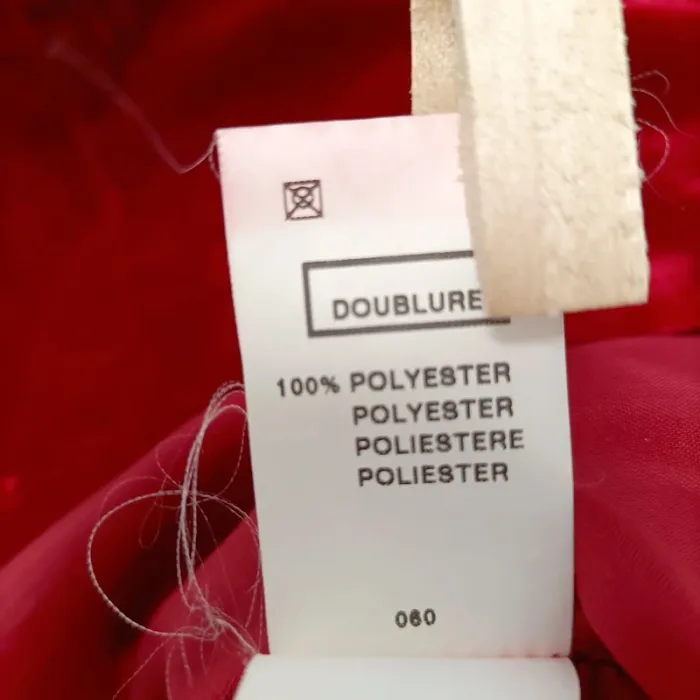 DOUBLURE
100% POLYESTER
POLYESTER
POLIESTERE
POLIESTER
060